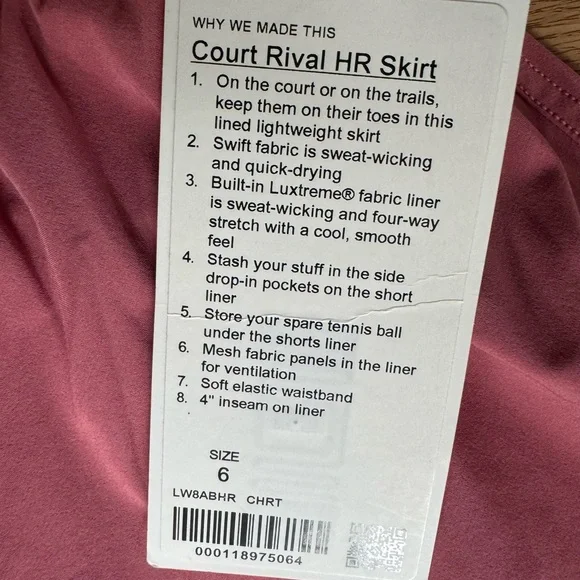 WHY WE MADE THIS
Court Rival HR Skirt
1. On the court or on the trails,
keep them on their toes in this
lined lightweight skirt
2. Swift fabric is sweat-wicking
and quick-drying
3. Built-in Luxtreme® fabric liner
is sweat-wicking and four-way
stretch with a cool, smooth
feel
4. Stash your stuff in the side
drop-in pockets on the short
liner
5. Store your spare tennis ball
under the shorts liner
6. Mesh fabric panels in the liner
for ventilation
7. Soft elastic waistband
8. 4" inseam on liner
SIZE
6
LW8ABHR CHRT
000118975064